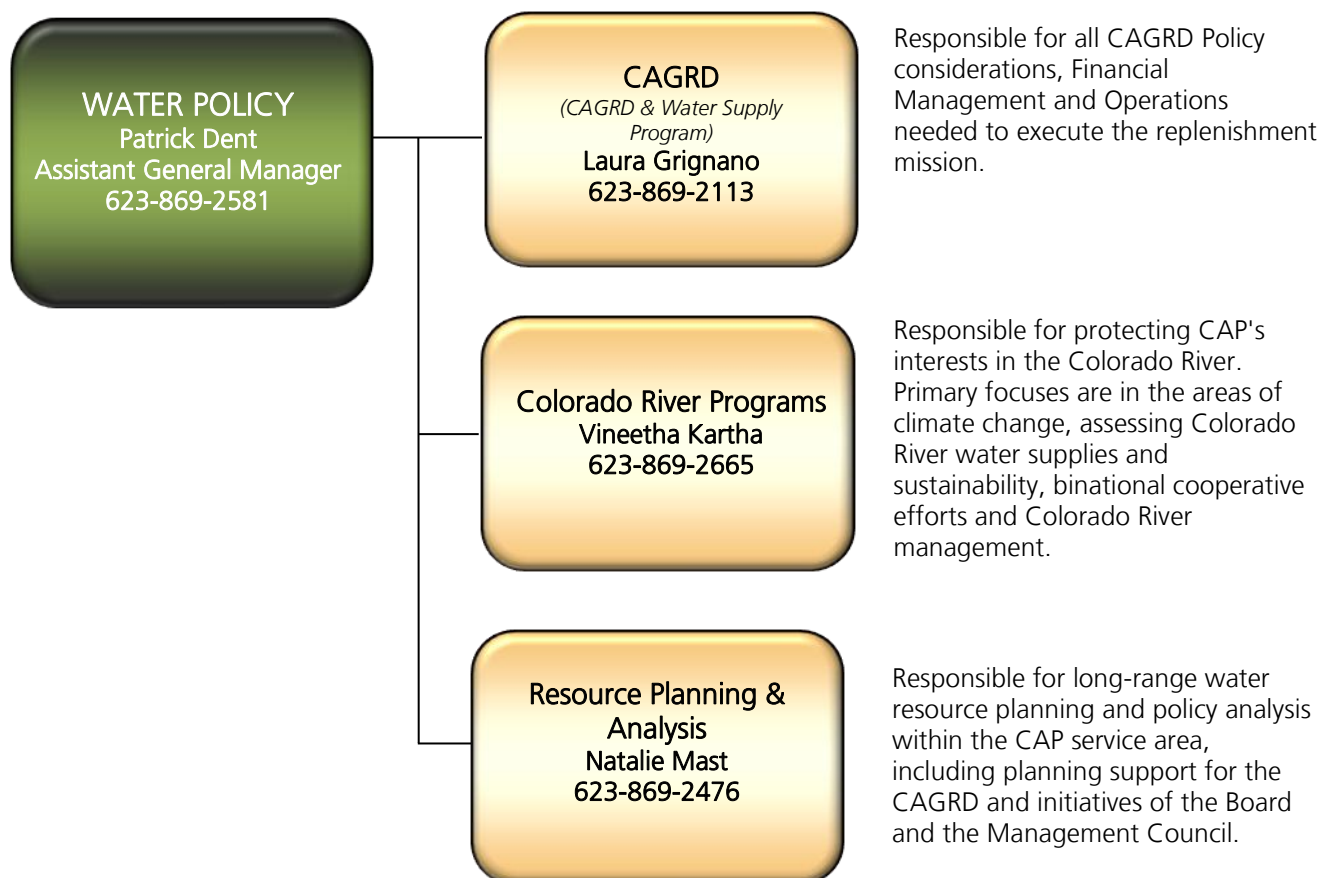 WATER POLICY
Patrick Dent
Assistant General Manager
623-869-2581
CAGRD
(CAGRD & Water Supply
Program)
Laura Grignano
623-869-2113
Responsible for all CAGRD Policy
considerations, Financial
Management and Operations
needed to execute the replenishment
mission.
Colorado River Programs
Vineetha Kartha
623-869-2665
Responsible for protecting CAP's
interests in the Colorado River.
Primary focuses are in the areas of
climate change, assessing Colorado
River water supplies and
sustainability, binational cooperative
efforts and Colorado River
management.
Resource Planning &
Analysis
Natalie Mast
623-869-2476
Responsible for long-range water
resource planning and policy analysis
within the CAP service area,
including planning support for the
CAGRD and initiatives of the Board
and the Management Council.